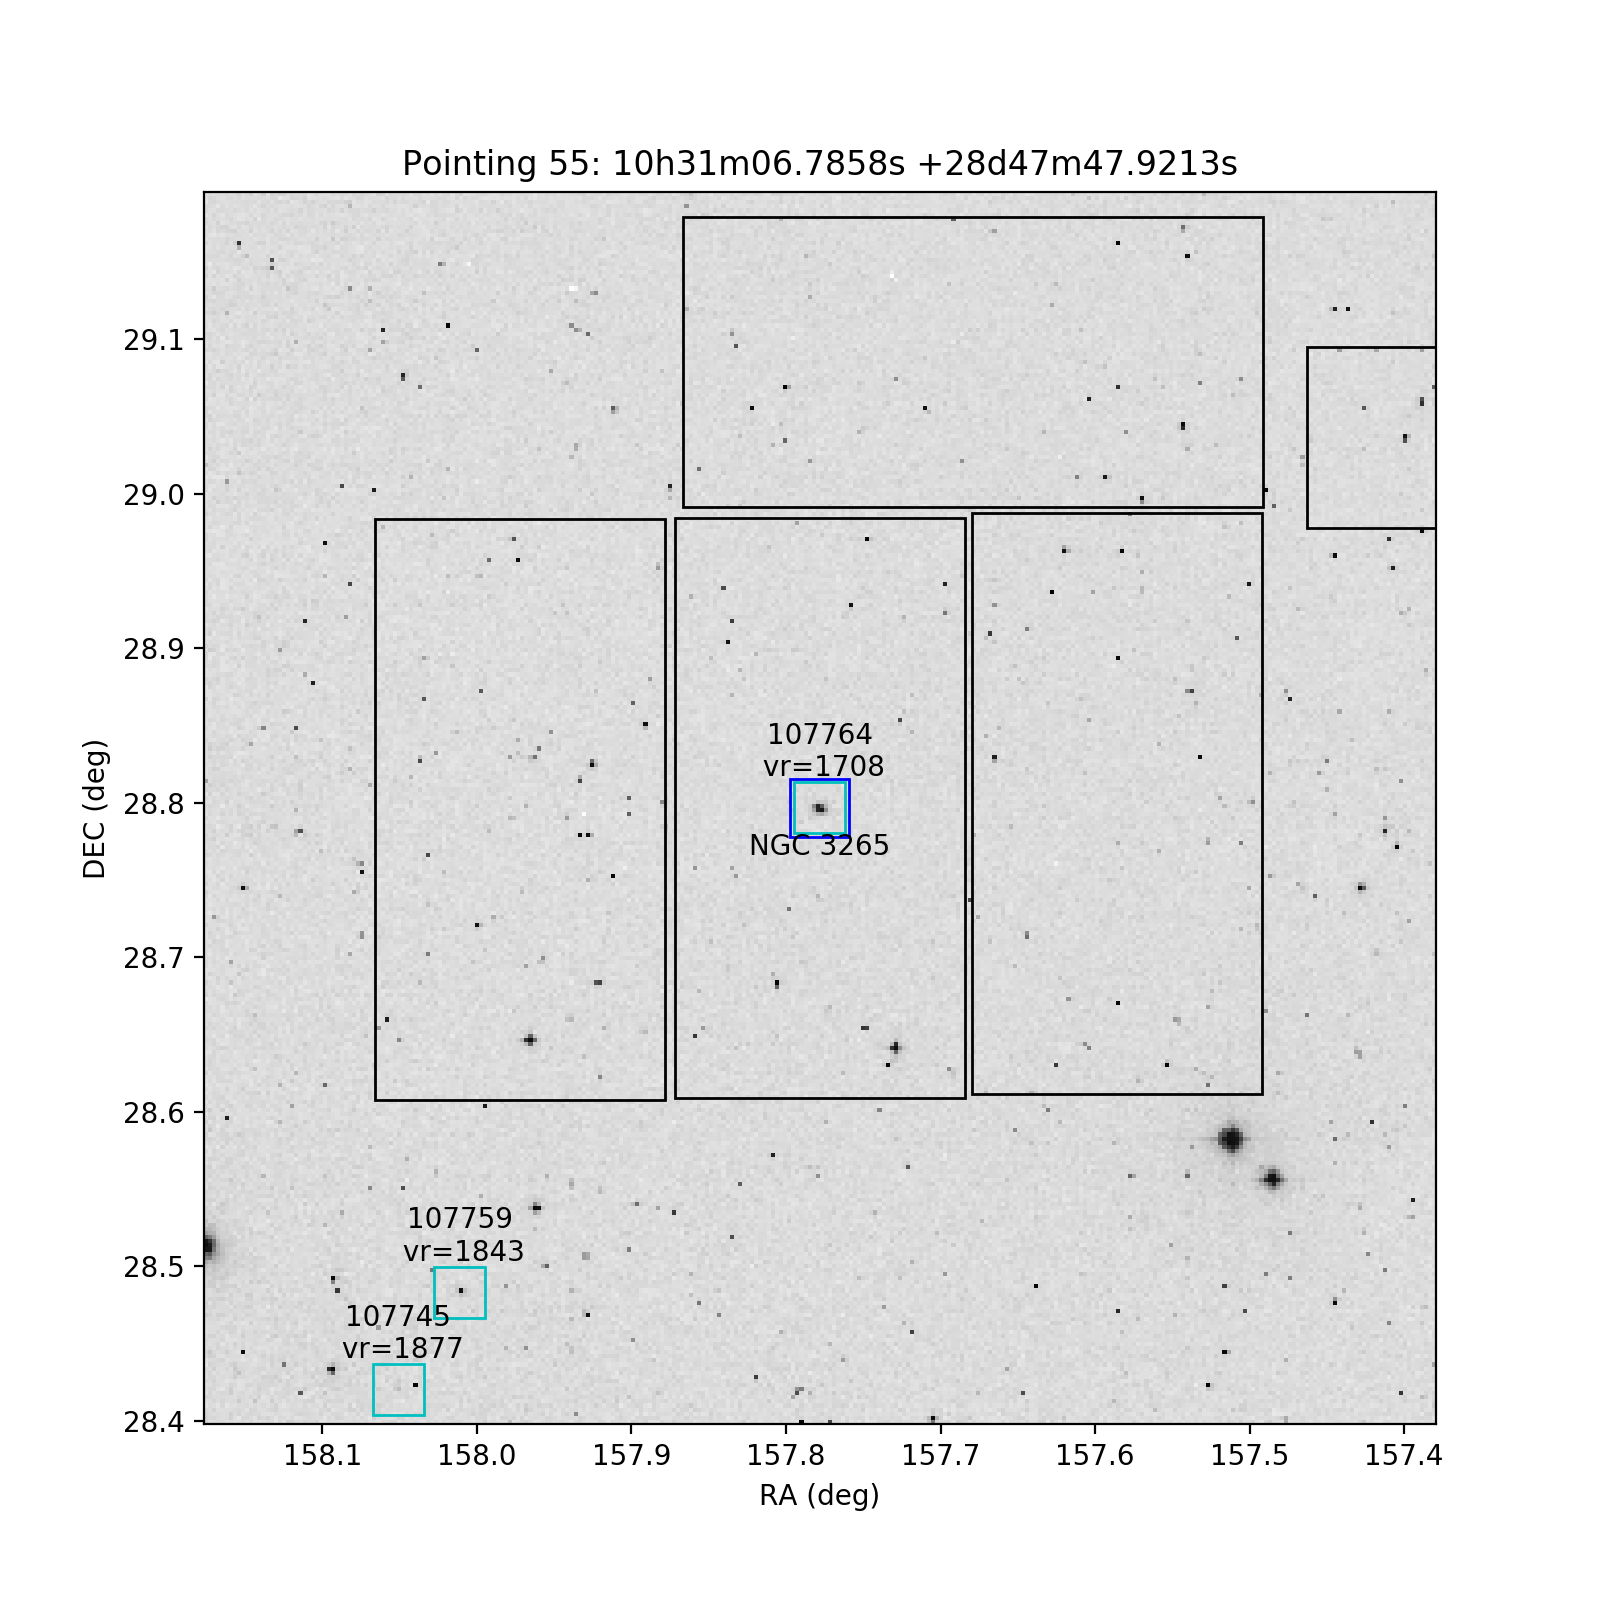 Pointing 55: 10h31m06.7858s +28d47m47.9213s
29.1
29.0
28.9
28.8
28.7
28.6
28.5
28.4
DEC (deg)
107764
vr=1708
NGC 3265
107759
vr=1843
107745
vr=1877
158.1
158.0
157.9
157.8
157.7
157.6
157.5
157.4
RA (deg)